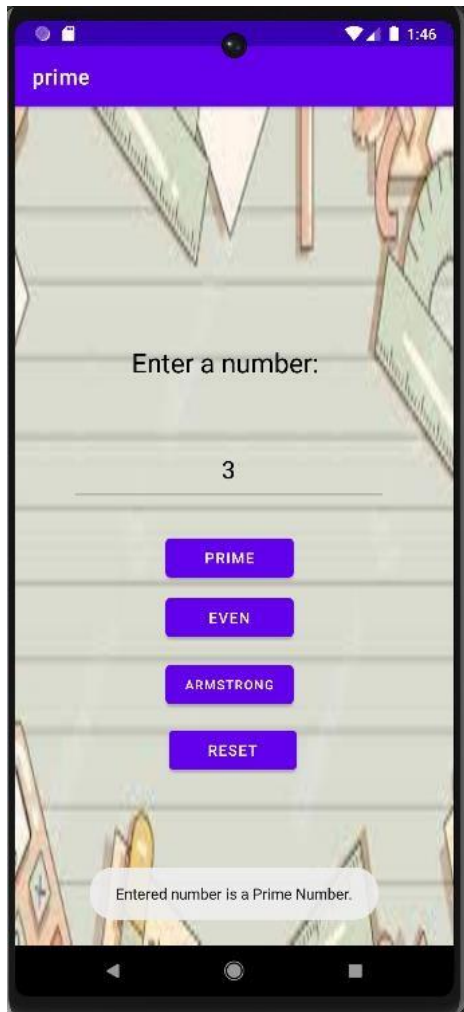 1:46
prime
Enter a number:
3
PRIME
EVEN
ARMSTRONG
RESET
Entered number is a Prime Number.